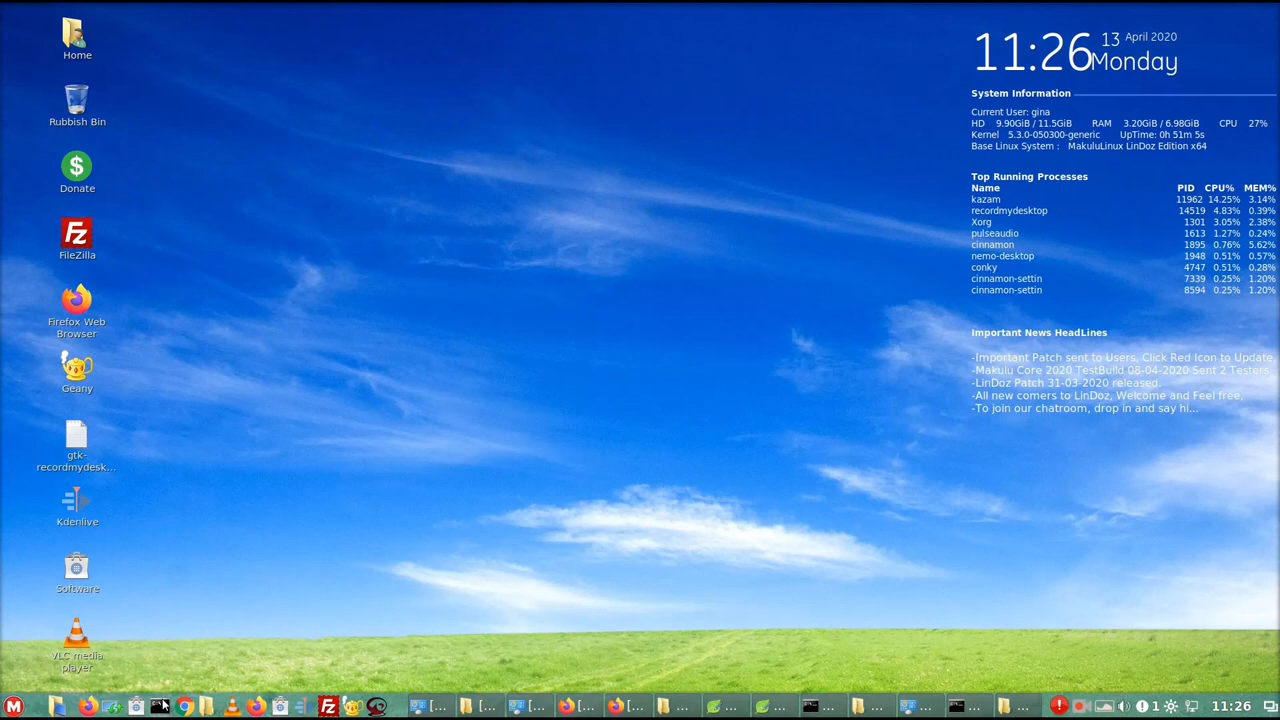 Home
Rubbish Bin
Donate
FileZilla
Firefox Web
Browser
Geany
gtk-
recordmydesk...
Kdenlive
Software
VLC media
player
11:26 13 April 2020
Monday
System Information
Current User: gina
HD 9.90GiB / 11.5GiB RAM 3.20GiB / 6.98GiB CPU 27%
Kernel 5.3.0-050300-generic UpTime: 0h 51m 5s
Base Linux System : MakuluLinux LinDoz Edition x64
Top Running Processes
Name PID CPU% MEM%
kazam 11962 14.25% 3.14%
recordmydesktop 14519 4.83% 0.39%
Xorg 1301 3.05% 2.38%
pulseaudio 1613 1.27% 0.24%
cinnamon 1895 0.76% 5.62%
nemo-desktop 1948 0.51% 0.57%
conky 4747 0.51% 0.28%
cinnamon-settin 7339 0.25% 1.20%
cinnamon-settin 8594 0.25% 1.20%
Important News HeadLines
-Important Patch sent to Users, Click Red Icon to Update.
-Makulu Core 2020 TestBuild 08-04-2020 Sent 2 Testers.
-LinDoz Patch 31-03-2020 released.
-All new comers to LinDoz, Welcome and Feel free,
-To join our chatroom, drop in and say hi...
M Fz [... [... [... [... [... ... ... ... ... ... ... ... ... 1 11:26